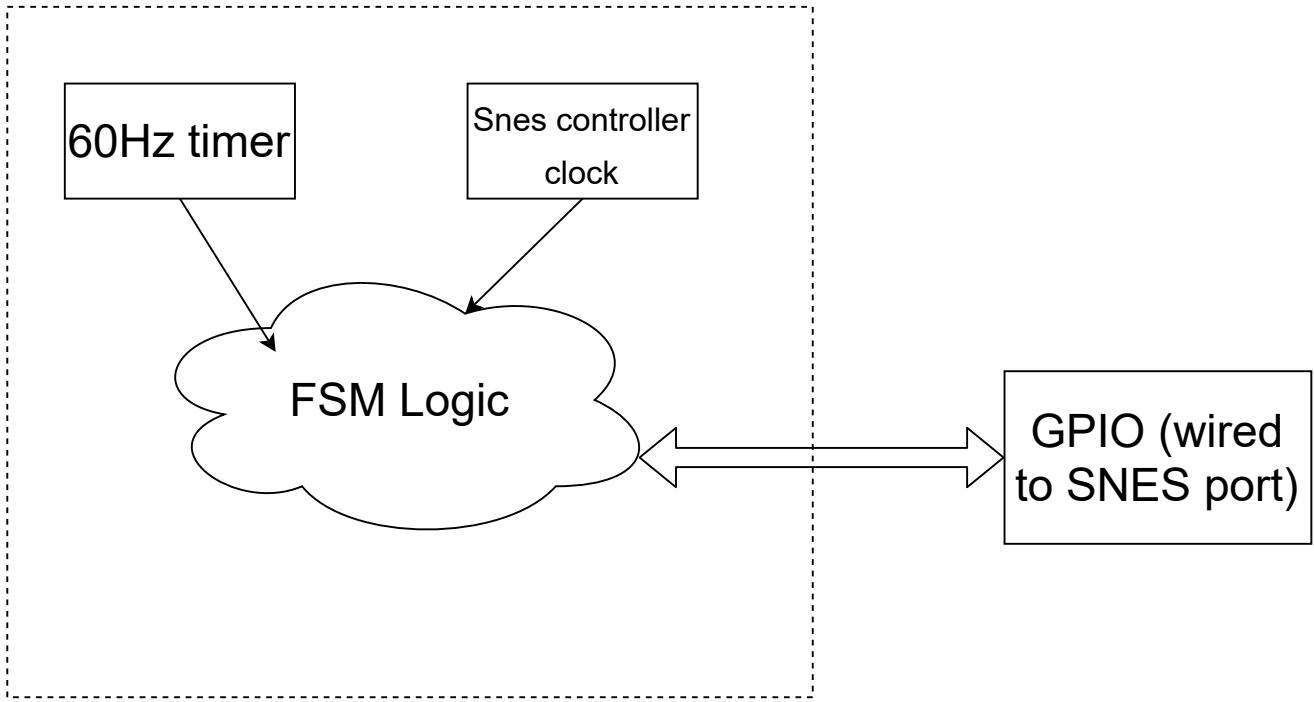 60Hz timer
Snes controller
clock
FSM Logic
GPIO (wired
to SNES port)